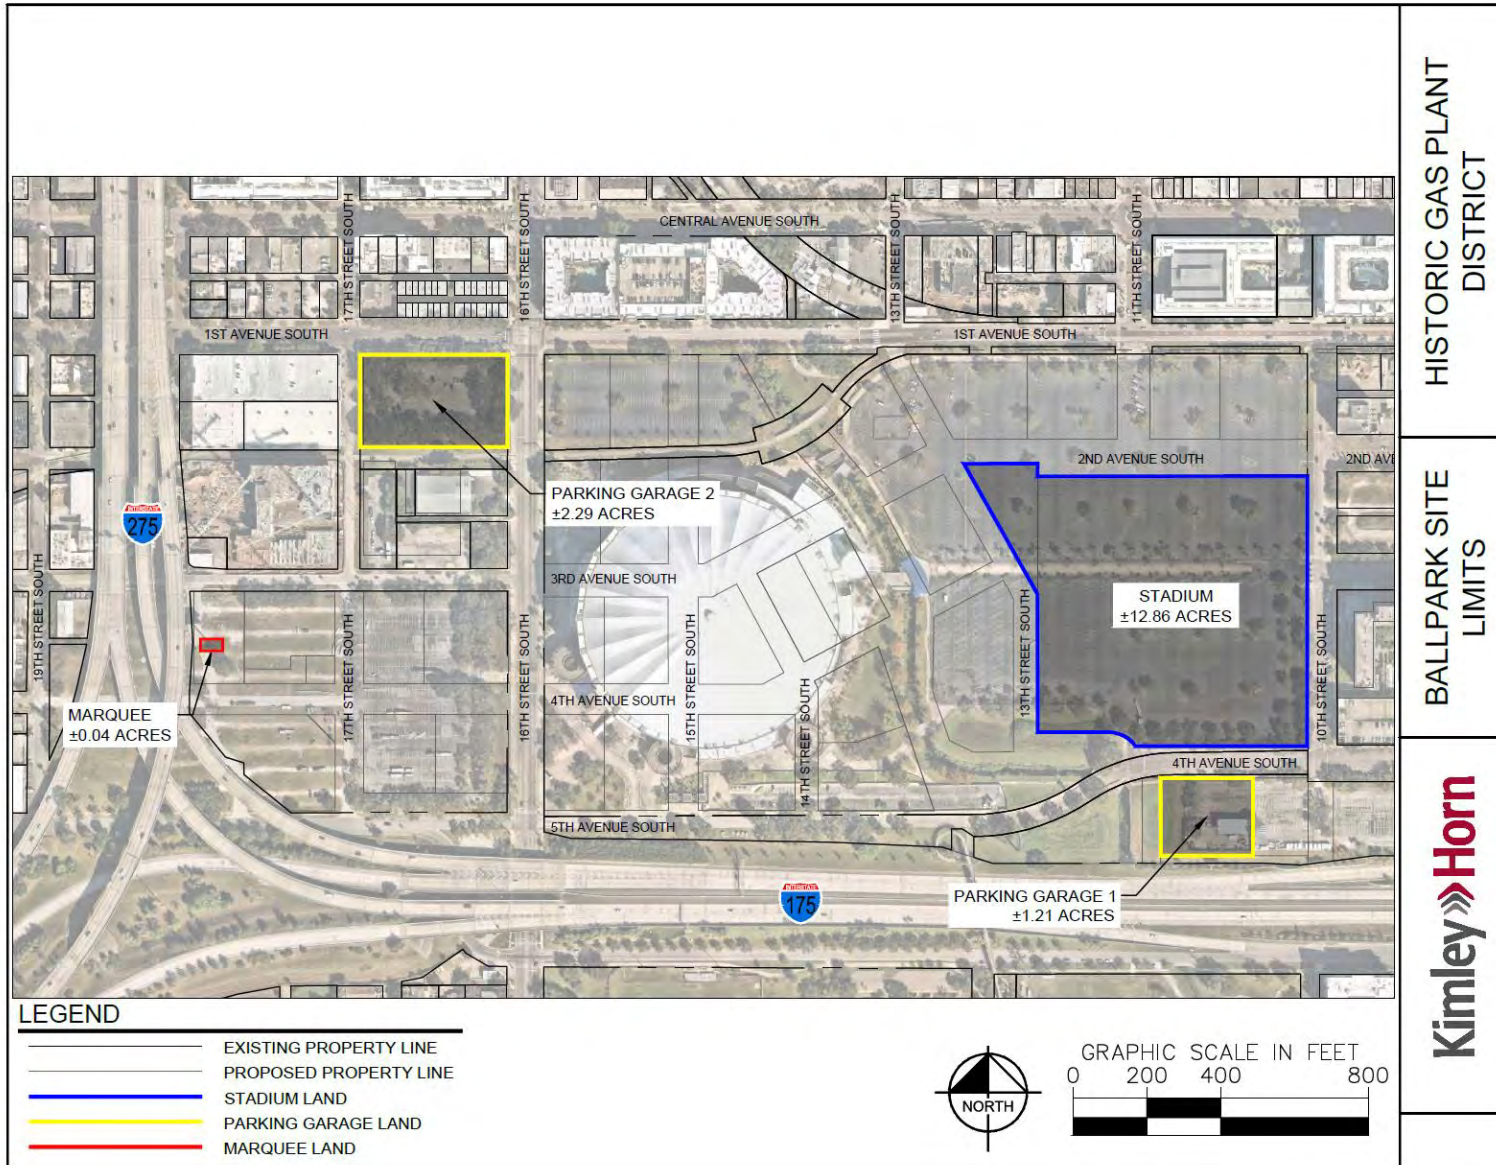 HISTORIC GAS PLANT
DISTRICT
BALLPARK SITE
LIMITS
Kimley»Horn
CENTRAL AVENUE SOUTH
17TH STREET SOUTH
16TH STREET SOUTH
13TH STREET SOUTH
11TH STREET SOUTH
1ST AVENUE SOUTH
1ST AVENUE SOUTH
2ND AVENUE SOUTH
2ND AVE
PARKING GARAGE 2
±2.29 ACRES
INTERSTATE
275
3RD AVENUE SOUTH
STADIUM
±12.86 ACRES
19TH STREET SOUTH
17TH STREET SOUTH
16TH STREET SOUTH
15TH STREET SOUTH
14TH STREET SOUTH
13TH STREET SOUTH
10TH STREET SOUTH
4TH AVENUE SOUTH
MARQUEE
±0.04 ACRES
4TH AVENUE SOUTH
5TH AVENUE SOUTH
INTERSTATE
175
PARKING GARAGE 1
±1.21 ACRES
LEGEND
EXISTING PROPERTY LINE
PROPOSED PROPERTY LINE
STADIUM LAND
PARKING GARAGE LAND
MARQUEE LAND
NORTH
GRAPHIC SCALE IN FEET
0 200 400 800